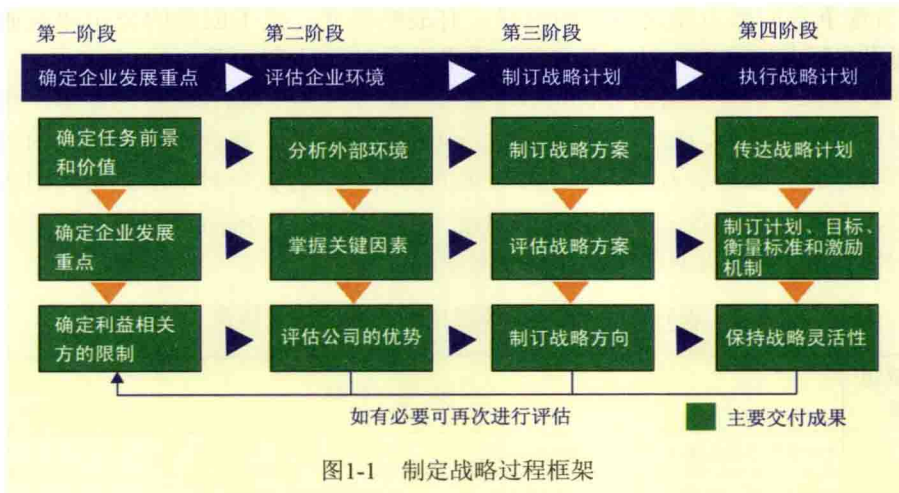 第一阶段
第二阶段
第三阶段
第四阶段
确定企业发展重点
评估企业环境
制订战略计划
执行战略计划
确定任务前景
和价值
分析外部环境
制订战略方案
传达战略计划
确定企业发展
重点
掌握关键因素
评估战略方案
制订计划、目标、
衡量标准和激励
机制
确定利益相关
方的限制
评估公司的优势
制订战略方向
保持战略灵活性
如有必要可再次进行评估
主要交付成果
图1-1 制定战略过程框架